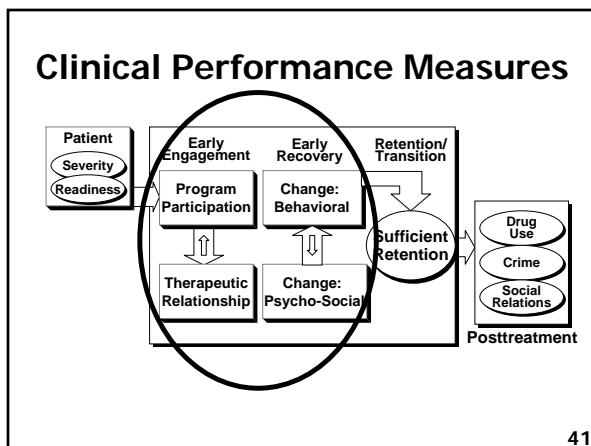 Clinical Performance Measures
Patient
Severity
Readiness
Early
Engagement
Program
Participation
Therapeutic
Relationship
Early
Recovery
Change:
Behavioral
Change:
Psycho-Social
Retention/
Transition
Sufficient
Retention
Drug
Use
Crime
Social
Relations
Posttreatment
41